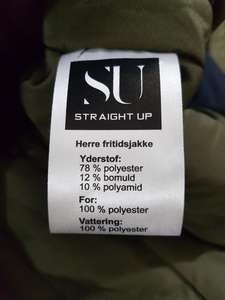 SU
STRAIGHT UP
Herre fritidsjakke
Yderstof:
78 % polyester
12 % bomuld
10 % polyamid
For:
100 % polyester
Vattering:
100 % polyester